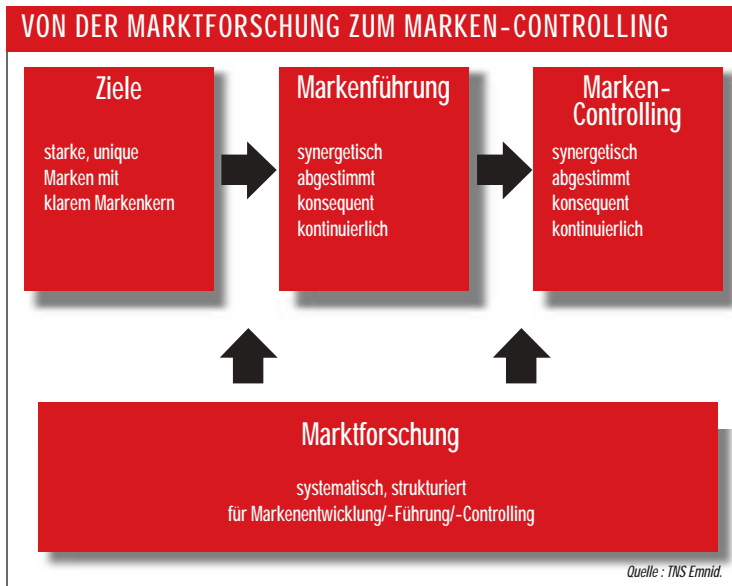 VON DER MARKTFORSCHUNG ZUM MARKEN-CONTROLLING
Ziele
starke, unique
Marken mit
klarem Markenkern
Markenführung
synergetisch
abgestimmt
konsequent
kontinuierlich
Marken-
Controlling
synergetisch
abgestimmt
konsequent
kontinuierlich
Marktforschung
systematisch, strukturiert
für Markenentwicklung/-Führung/-Controlling
Quelle : TNS Emnid.